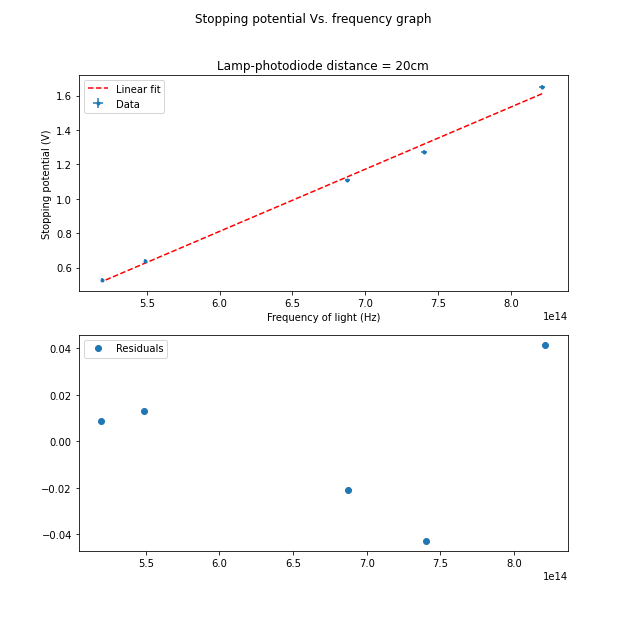 Stopping potential Vs. frequency graph
Lamp-photodiode distance = 20cm
Linear fit
Data
Stopping potential (V)
1.6
1.4
1.2
1.0
0.8
0.6
5.5 6.0 6.5 7.0 7.5 8.0
Frequency of light (Hz)
1e14
Residuals
0.04
0.02
0.00
−0.02
−0.04
5.5 6.0 6.5 7.0 7.5 8.0
1e14